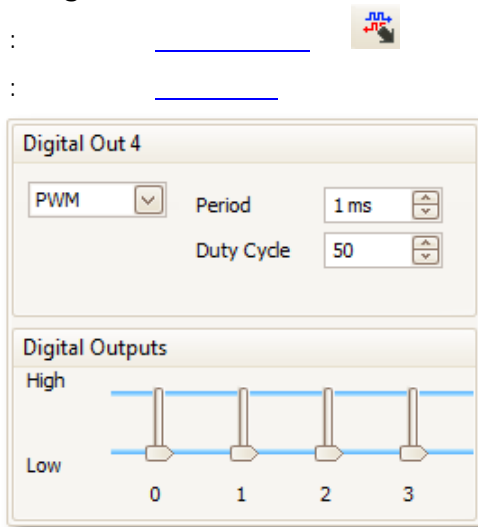 :
:
Digital Out 4
PWM Period 1 ms
Duty Cycle 50
Digital Outputs
High
Low
0 1 2 3